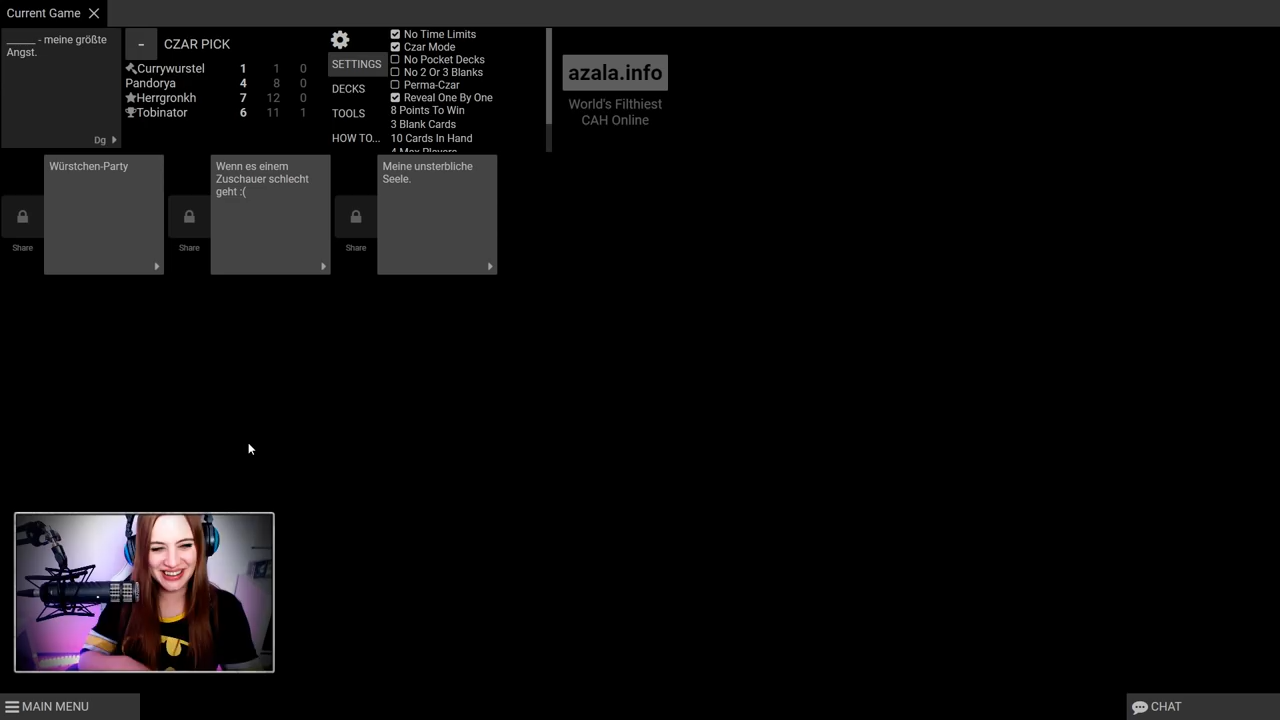 Current Game
_____ - meine größte
Angst.
Dg
-
CZAR PICK
Currywurstel 1 1 0
Pandorya 4 8 0
Herrgronkh 7 12 0
Tobinator 6 11 1
SETTINGS
DECKS
TOOLS
HOW TO...
No Time Limits
Czar Mode
No Pocket Decks
No 2 Or 3 Blanks
Perma-Czar
Reveal One By One
8 Points To Win
3 Blank Cards
10 Cards In Hand
4 Max Players
azala.info
World's Filthiest
CAH Online
Share
Würstchen-Party
Share
Wenn es einem
Zuschauer schlecht
geht :(
Share
Meine unsterbliche
Seele.
MAIN MENU
CHAT